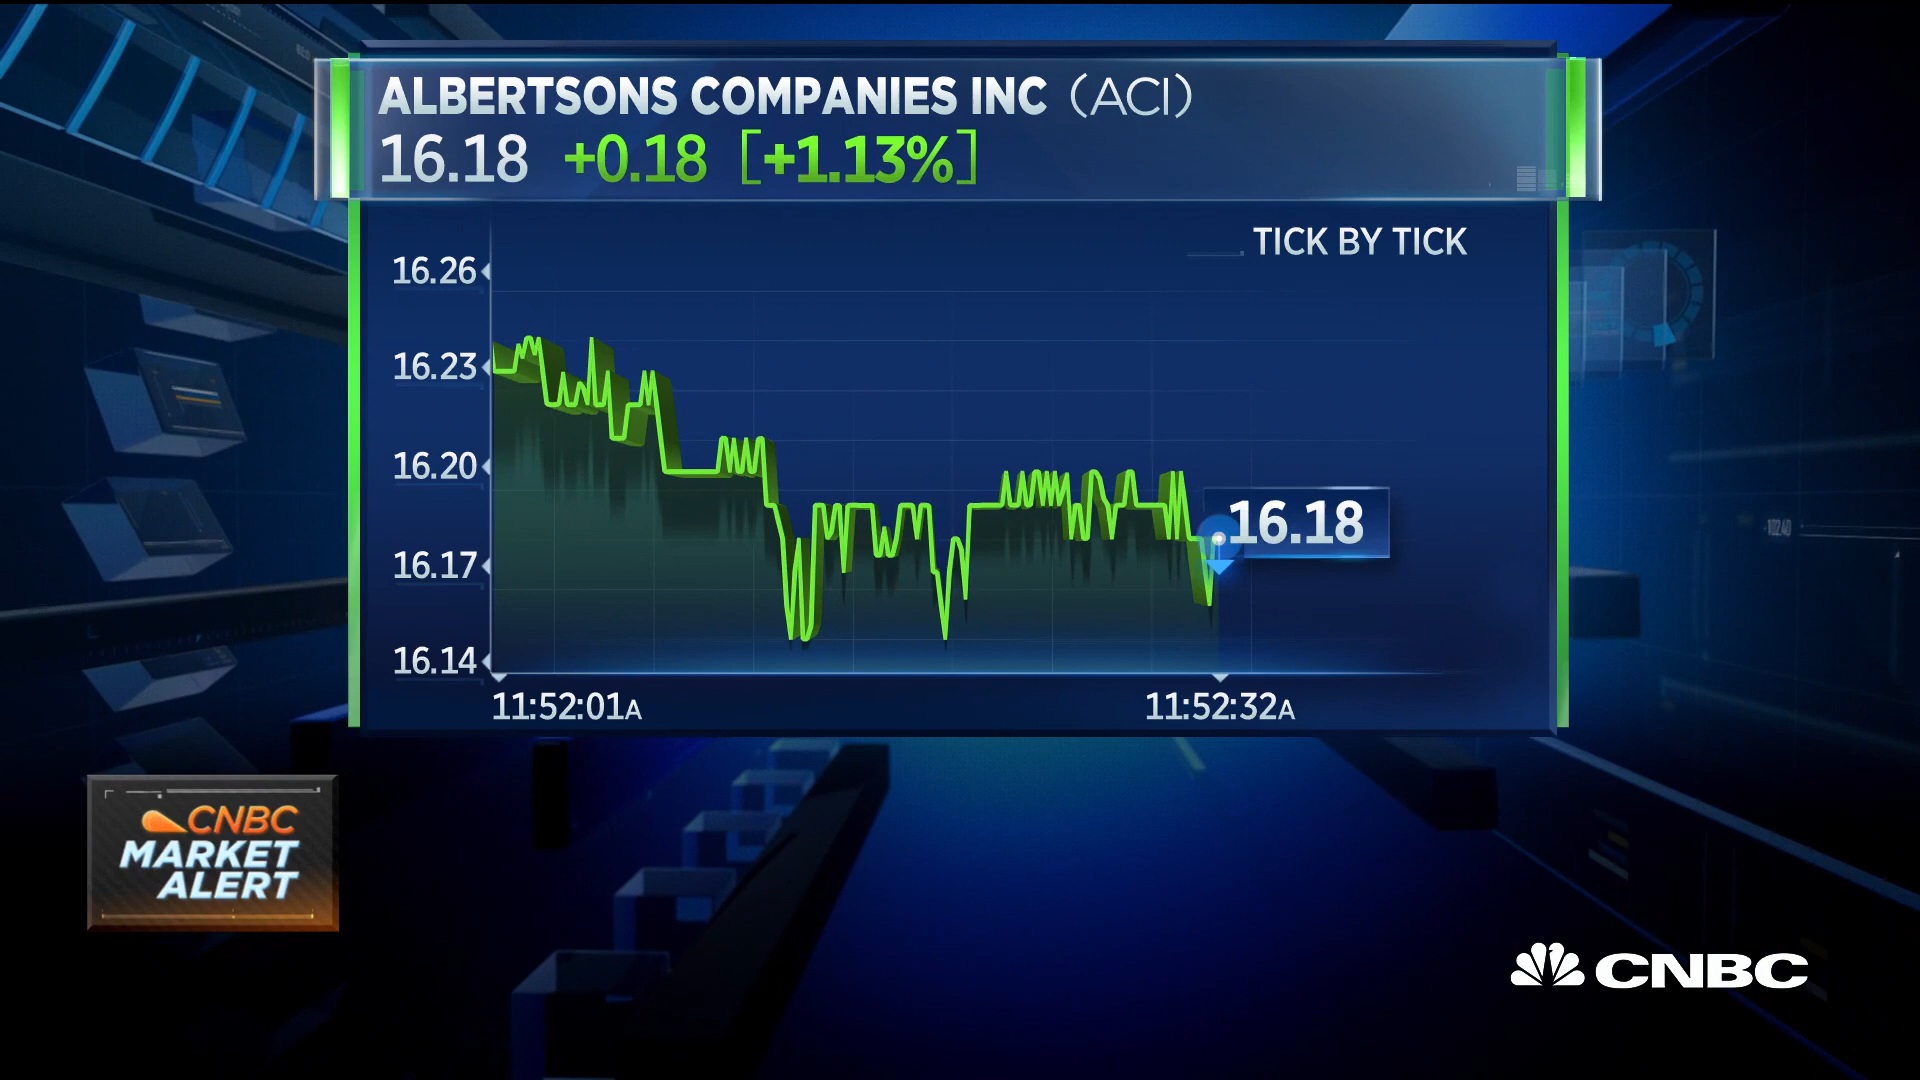 ALBERTSONS COMPANIES INC (ACI)
16.18 +0.18 [+1.13%]
TICK BY TICK
16.26
16.23
16.20
16.17
16.14
16.18
11:52:01A
11:52:32A
CNBC
MARKET
ALERT
CNBC